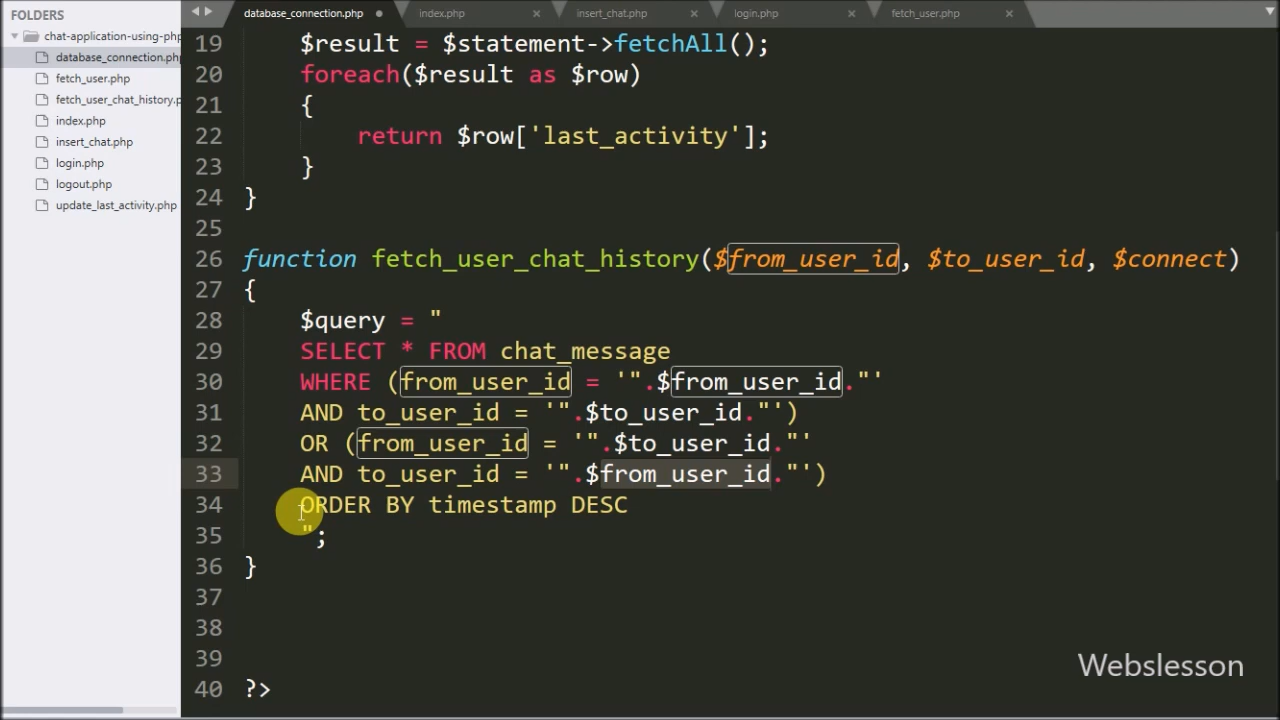 FOLDERS
chat-application-using-php
database_connection.php
fetch_user.php
fetch_user_chat_history.p
index.php
insert_chat.php
login.php
logout.php
update_last_activity.php
database_connection.php index.php insert_chat.php login.php fetch_user.php
19 $result = $statement->fetchAll();
20 foreach($result as $row)
21 {
22 return $row['last_activity'];
23 }
24 }
25
26 function fetch_user_chat_history($from_user_id, $to_user_id, $connect)
27 {
28 $query = "
29 SELECT * FROM chat_message
30 WHERE (from_user_id = '".$from_user_id."'
31 AND to_user_id = '".$to_user_id."')
32 OR (from_user_id = '".$to_user_id."'
33 AND to_user_id = '".$from_user_id."')
34 ORDER BY timestamp DESC
35 ";
36 }
37
38
39
40 ?>
Webslesson